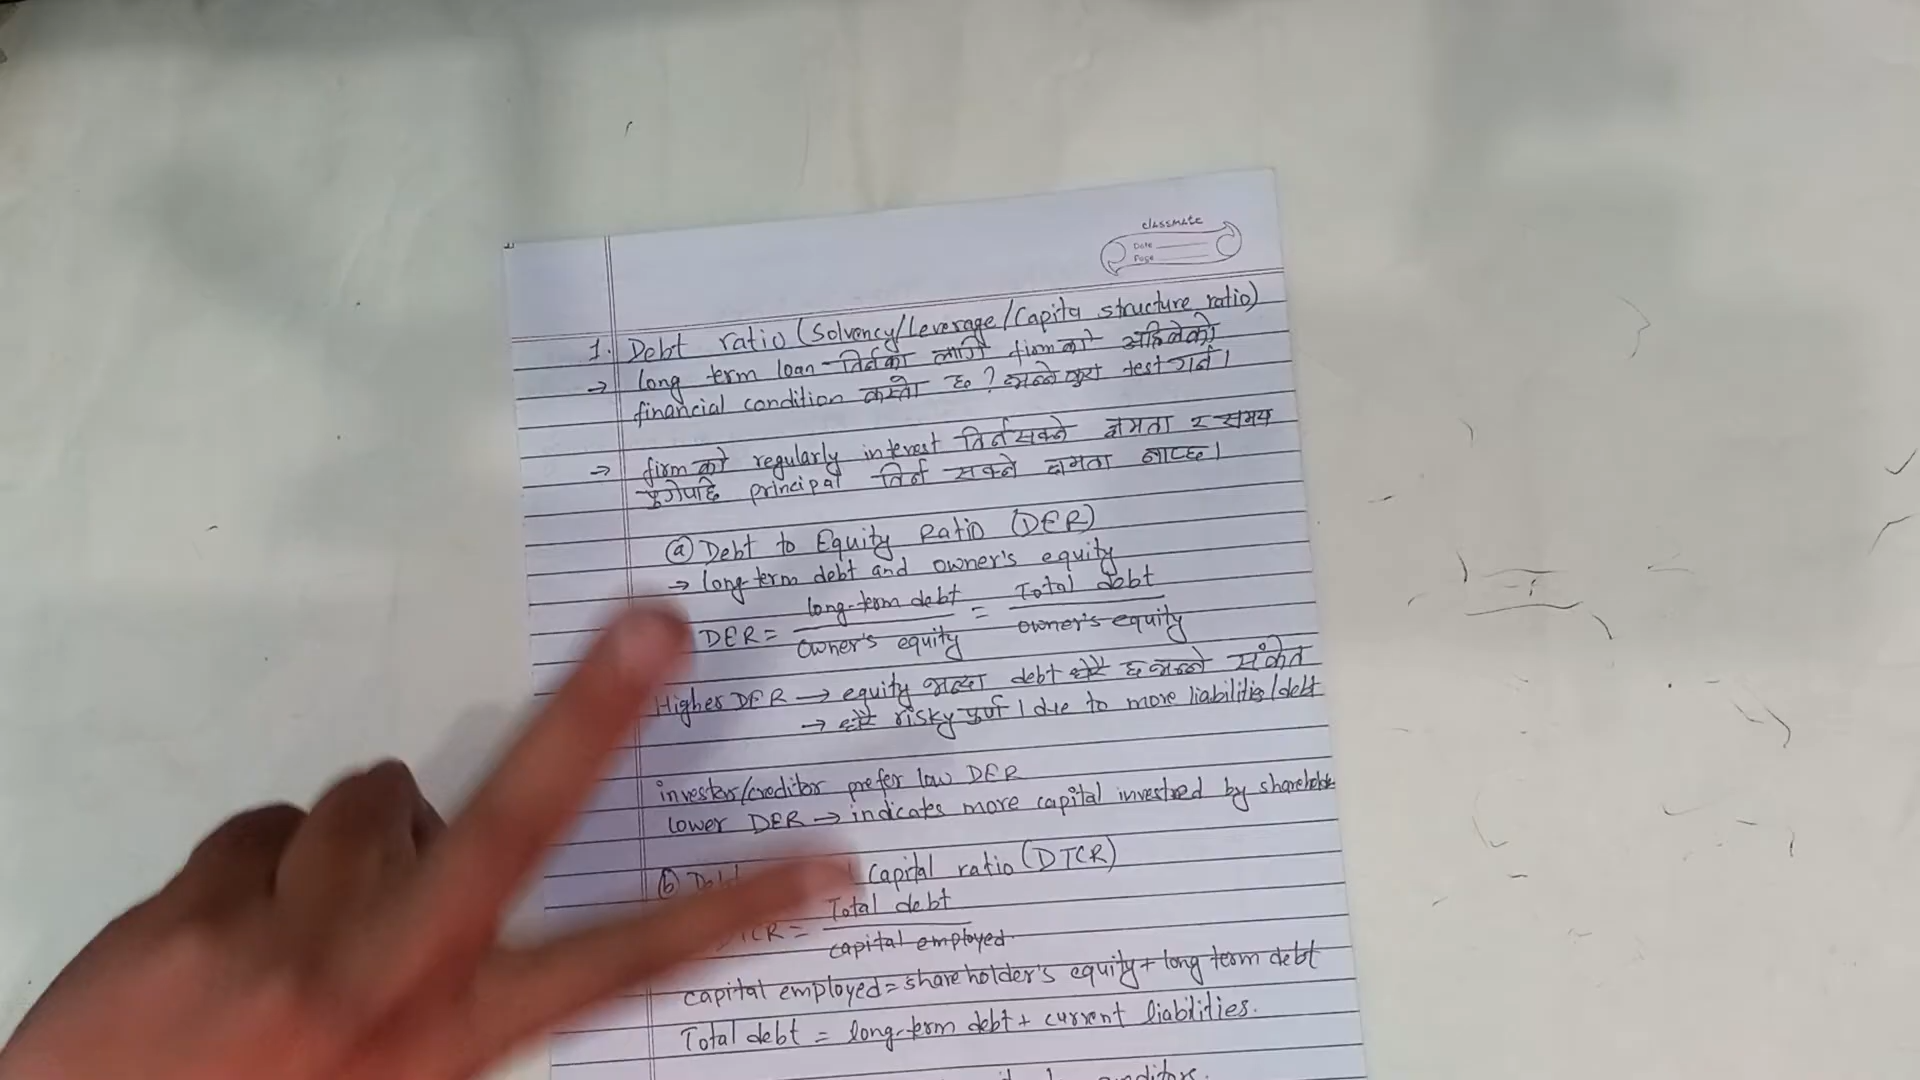 classmate
Date
Page
1. Debt ratio (Solvency/Leverage/Capita structure ratio)
→ long term loan तिर्नका लागि firm को अहिलेको
financial condition कस्तो छ? भन्ने कुरा test गर्न।
→ firm को regularly interest तिर्न सक्ने क्षमता र समय
पुगेपछि principal तिर्न सक्ने क्षमता
ⓐ Debt to Equity Ratio (DER)
→ long-term debt and owner's equity
DER = long-term debt / owner's equity = Total debt / owner's equity
Higher DER → equity भन्दा debt धेरै छ भन्ने संकेत
→ धेरै risky पूर्ण । due to more liabilities/debt
investors/creditor prefer low DER
Lower DER → indicates more capital invested by
ⓑ Capital ratio (DTCR)
= Total debt / capital employed
capital employed = shareholder's equity + long term debt
Total debt = long-term debt + current liabilities.